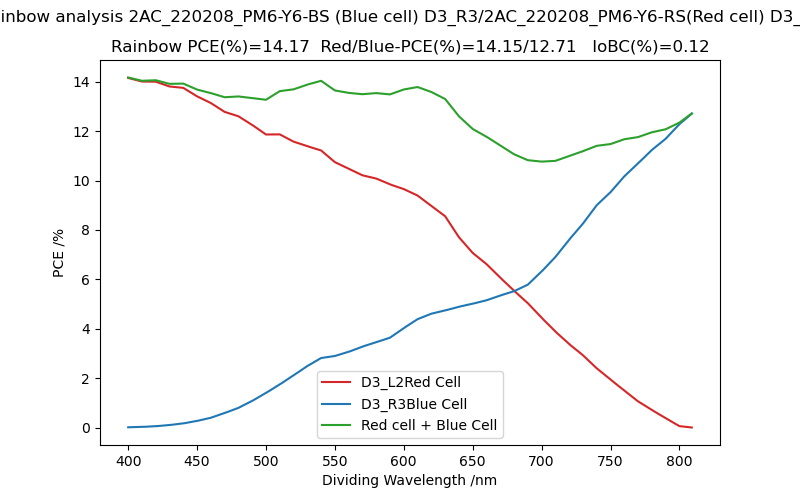 inbow analysis 2AC_220208_PM6-Y6-BS (Blue cell) D3_R3/2AC_220208_PM6-Y6-RS(Red cell) D3_
Rainbow PCE(%)=14.17 Red/Blue-PCE(%)=14.15/12.71 IoBC(%)=0.12
PCE /%
14
12
10
8
6
4
2
0
D3_L2Red Cell
D3_R3Blue Cell
Red cell + Blue Cell
400 450 500 550 600 650 700 750 800
Dividing Wavelength /nm